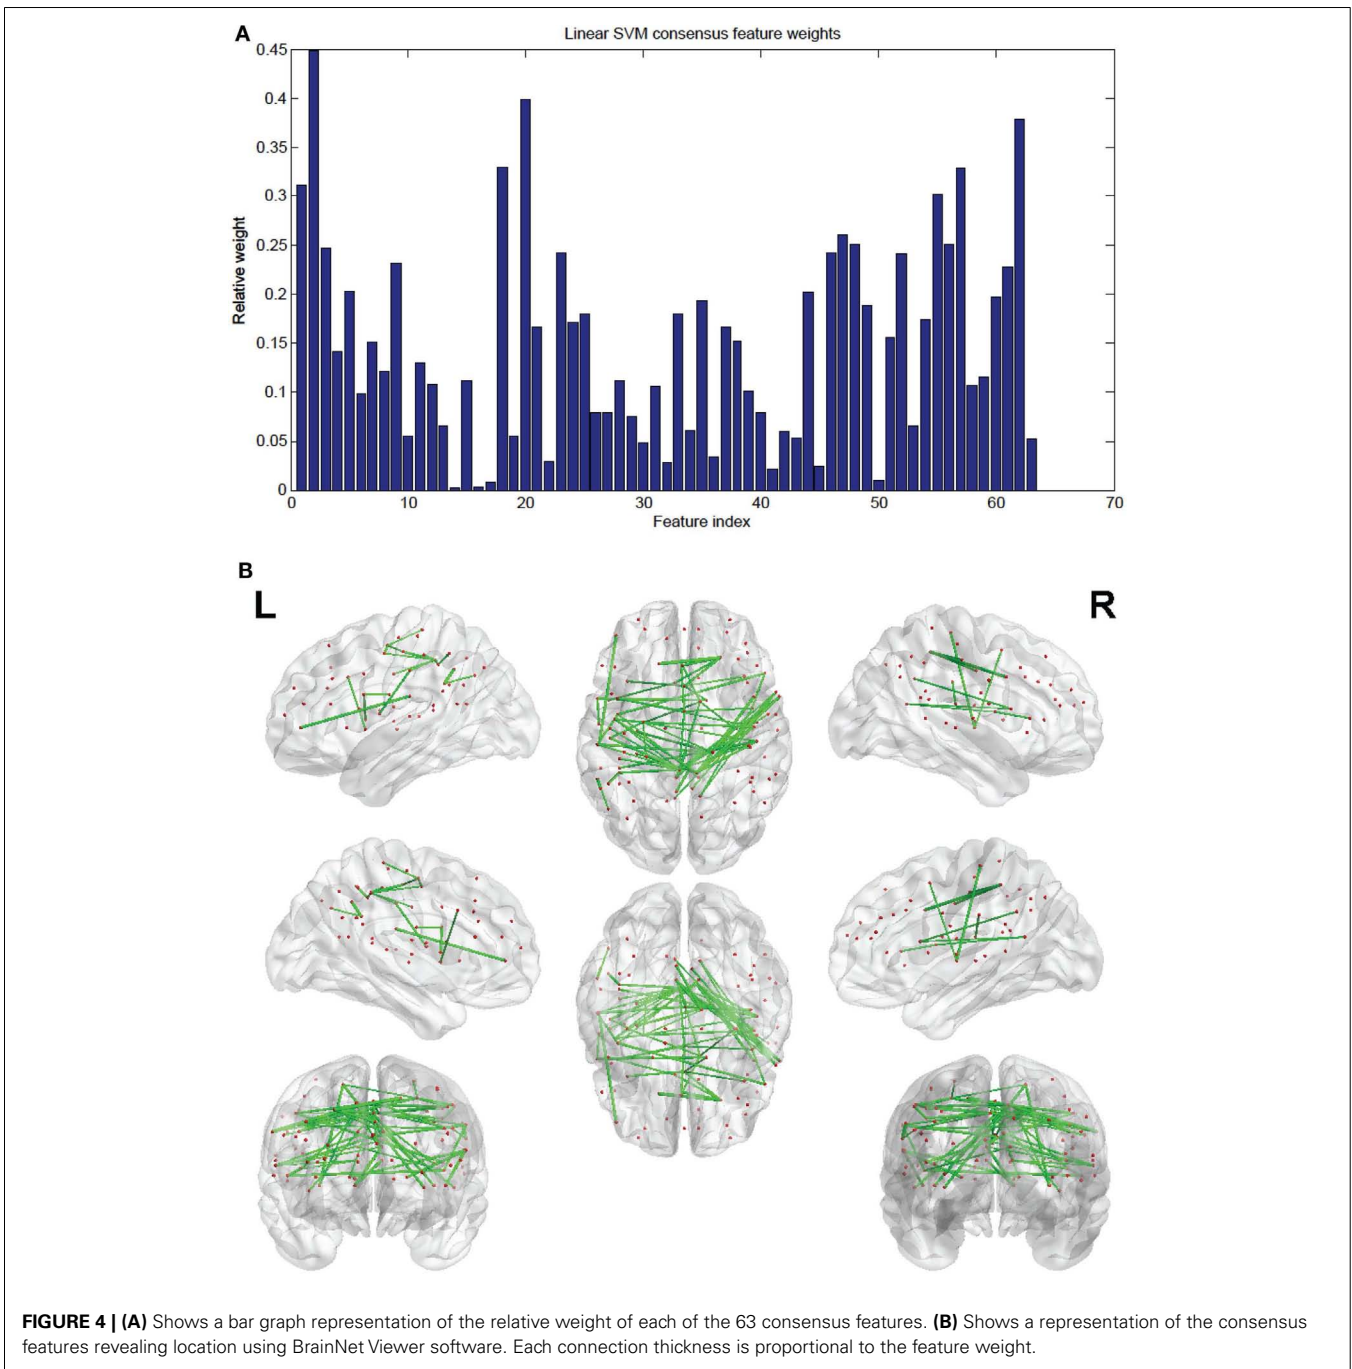 A
Linear SVM consensus feature weights
0.45
0.4
0.35
0.3
0.25
0.2
0.15
0.1
0.05
0
Relative weight
0 10 20 30 40 50 60 70
Feature index
B
L
R
FIGURE 4 | (A) Shows a bar graph representation of the relative weight of each of the 63 consensus features. (B) Shows a representation of the consensus
features revealing location using BrainNet Viewer software. Each connection thickness is proportional to the feature weight.